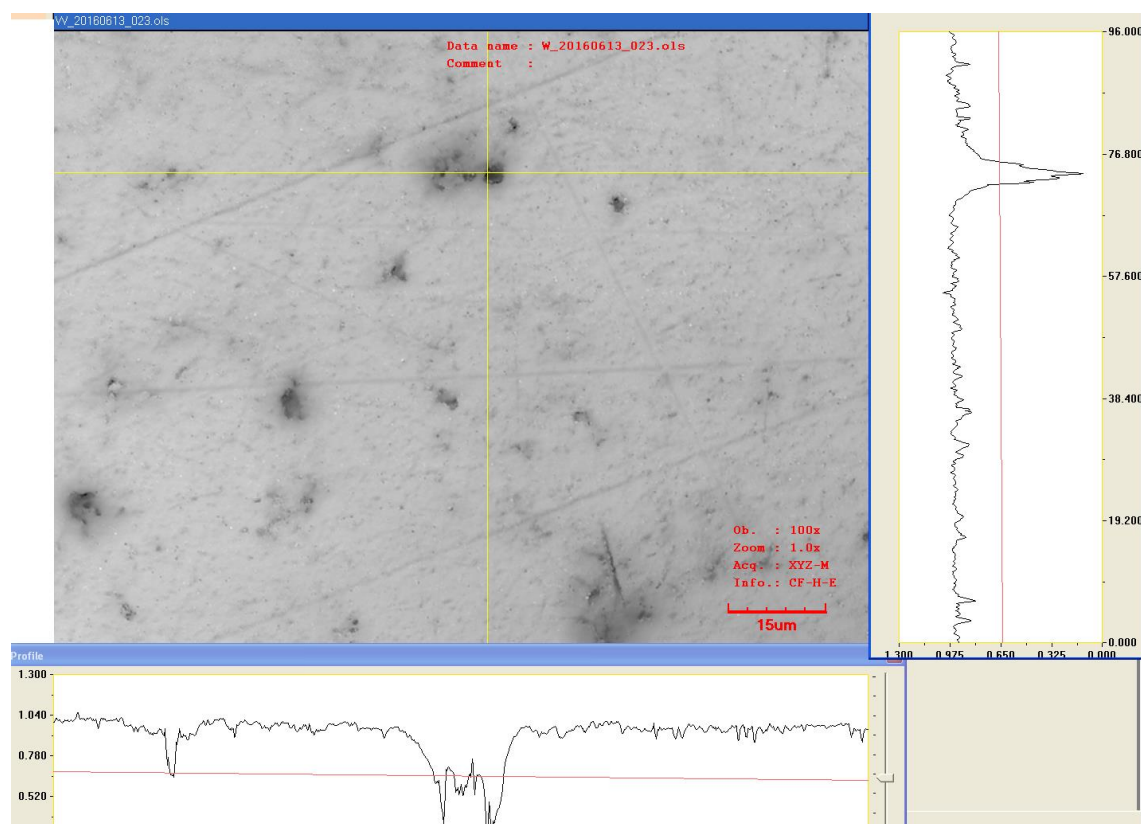 W_20160613_023.ols
Data name : W_20160613_023.ols
Comment :
96.000
76.800
57.600
38.400
19.200
0.000
1.300 0.975 0.650 0.325 0.000
Ob. : 100x
Zoom : 1.0x
Acq. : XYZ-M
Info.: CF-H-E
15um
Profile
1.300
1.040
0.780
0.520